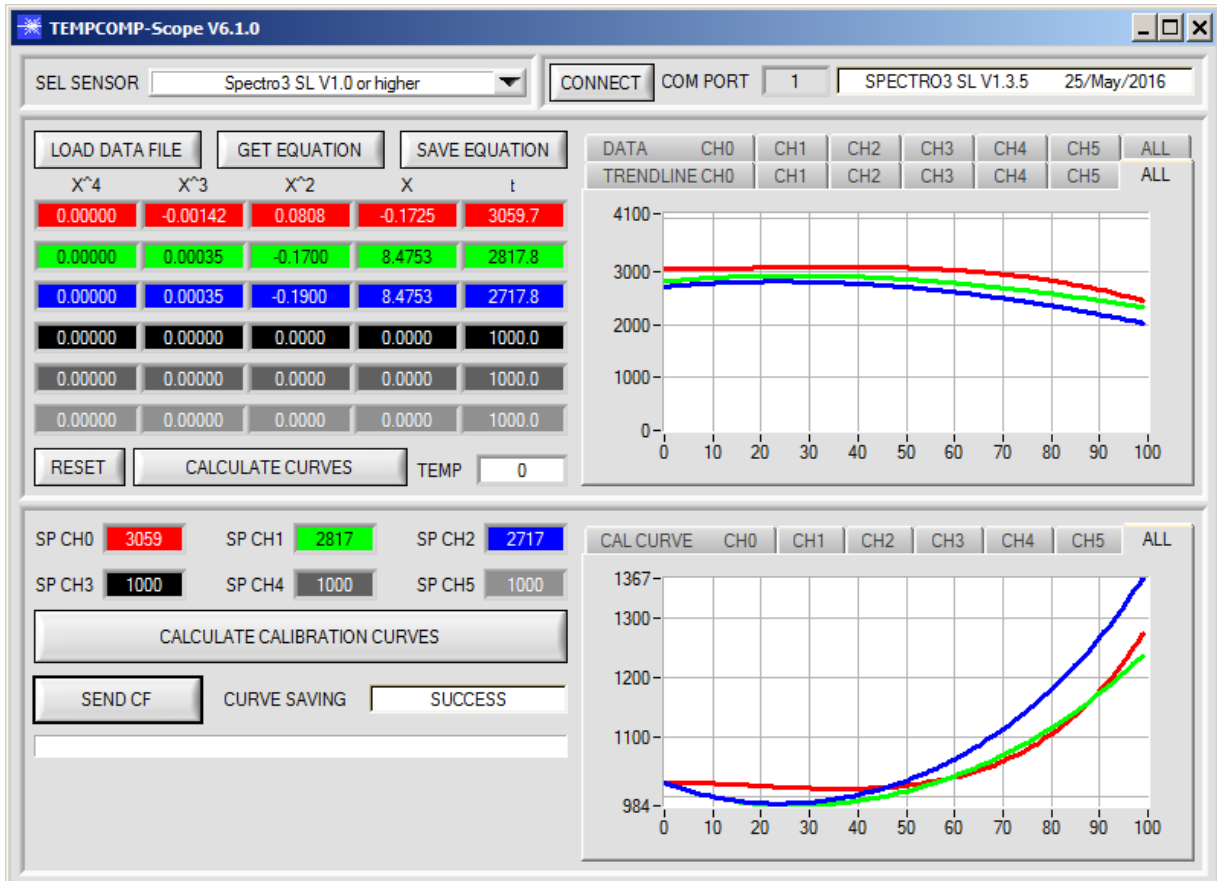 TEMPCOMP-Scope V6.1.0
SEL SENSOR Spectro3 SL V1.0 or higher CONNECT COM PORT 1 SPECTRO3 SL V1.3.5 25/May/2016
LOAD DATA FILE GET EQUATION SAVE EQUATION
X^4 X^3 X^2 X t
0.00000 -0.00142 0.0808 -0.1725 3059.7
0.00000 0.00035 -0.1700 8.4753 2817.8
0.00000 0.00035 -0.1900 8.4753 2717.8
0.00000 0.00000 0.0000 0.0000 1000.0
0.00000 0.00000 0.0000 0.0000 1000.0
0.00000 0.00000 0.0000 0.0000 1000.0
RESET CALCULATE CURVES TEMP 0
DATA CH0 CH1 CH2 CH3 CH4 CH5 ALL
TRENDLINE CH0 CH1 CH2 CH3 CH4 CH5 ALL
4100
3000
2000
1000
0
0 10 20 30 40 50 60 70 80 90 100
SP CH0 3059 SP CH1 2817 SP CH2 2717
SP CH3 1000 SP CH4 1000 SP CH5 1000
CALCULATE CALIBRATION CURVES
SEND CF CURVE SAVING SUCCESS
CAL CURVE CH0 CH1 CH2 CH3 CH4 CH5 ALL
1367
1300
1200
1100
984
0 10 20 30 40 50 60 70 80 90 100